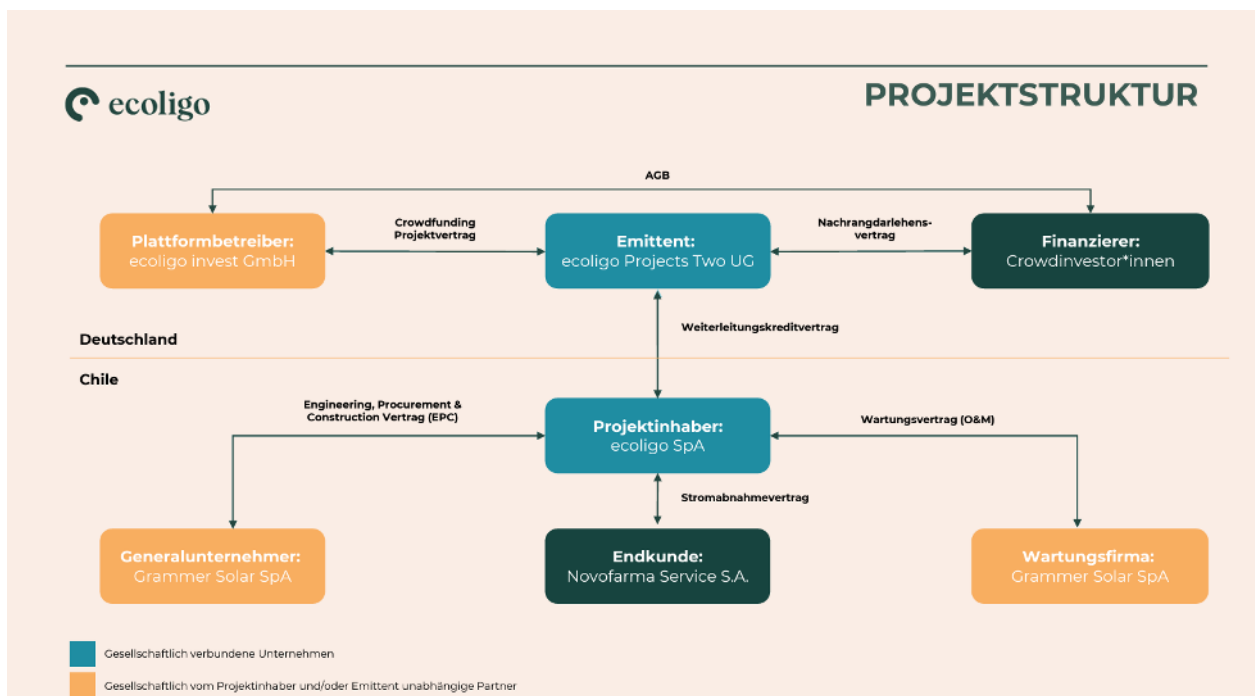 ecoligo
PROJEKTSTRUKTUR
AGB
Plattformbetreiber:
ecoligo invest GmbH
Crowdfunding
Projektvertrag
Emittent:
ecoligo Projects Two UG
Nachrangdarlehens-
vertrag
Finanzierer:
Crowdinvestor*innen
Weiterleitungskreditvertrag
Deutschland
Chile
Engineering, Procurement &
Construction Vertrag (EPC)
Projektinhaber:
ecoligo SpA
Wartungsvertrag (O&M)
Stromabnahmevertrag
Generalunternehmer:
Grammer Solar SpA
Endkunde:
Novofarma Service S.A.
Wartungsfirma:
Grammer Solar SpA
Gesellschaftlich verbundene Unternehmen
Gesellschaftlich vom Projektinhaber und/oder Emittent unabhängige Partner